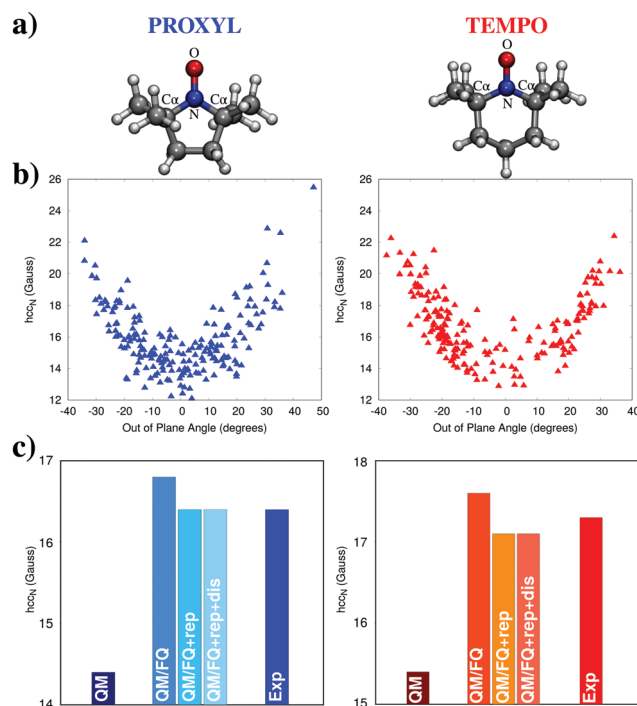 a)
PROXYL
TEMPO
O
Cα
Cα
N
O
Cα
Cα
N
b)
26
24
22
20
18
16
14
12
hccN (Gauss)
-40 -30 -20 -10 0 10 20 30 40 50
Out of Plane Angle (degrees)
26
24
22
20
18
16
14
12
hccN (Gauss)
-40 -30 -20 -10 0 10 20 30 40
Out of Plane Angle (degrees)
c)
17
16
15
14
hccN (Gauss)
QM
QM/FQ
QM/FQ+rep
QM/FQ+rep+dis
Exp
18
17
16
15
hccN (Gauss)
QM
QM/FQ
QM/FQ+rep
QM/FQ+rep+dis
Exp